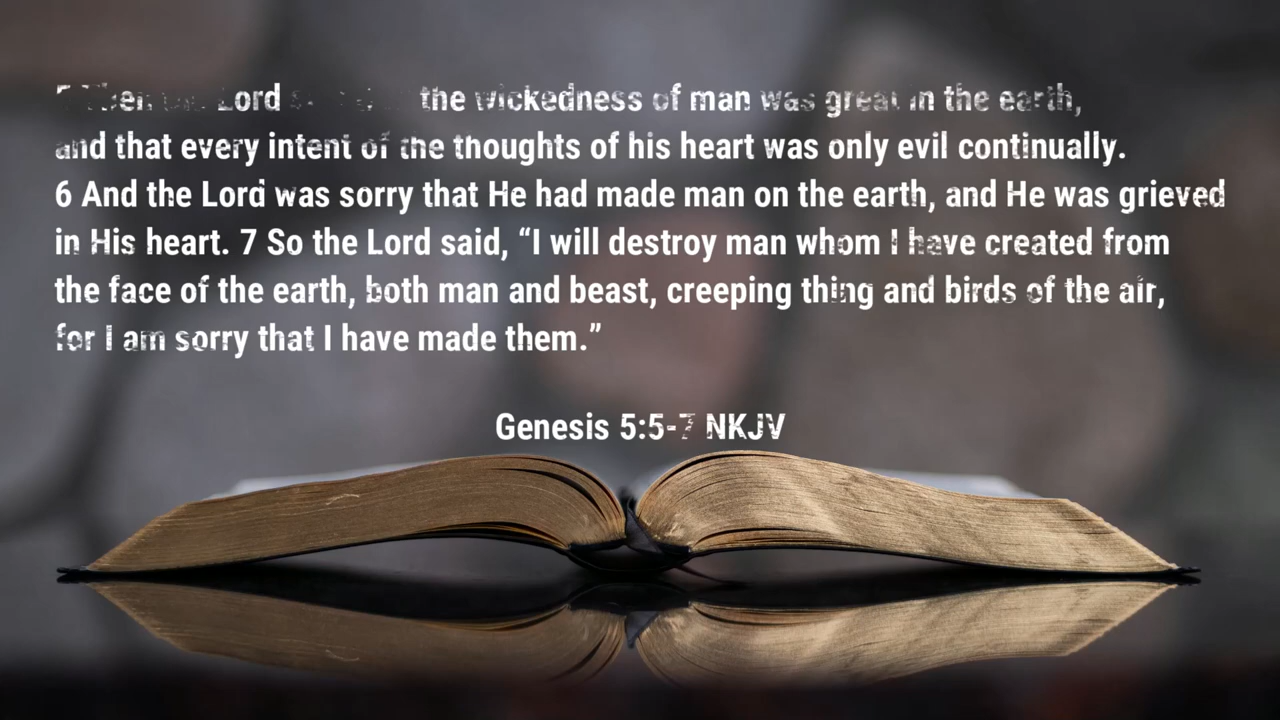 5 Then the Lord the wickedness of man was great in the earth,
and that every intent of the thoughts of his heart was only evil continually.
6 And the Lord was sorry that He had made man on the earth, and He was grieved
in His heart. 7 So the Lord said, “I will destroy man whom I have created from
the face of the earth, both man and beast, creeping thing and birds of the air,
for I am sorry that I have made them.”
Genesis 5:5-7 NKJV